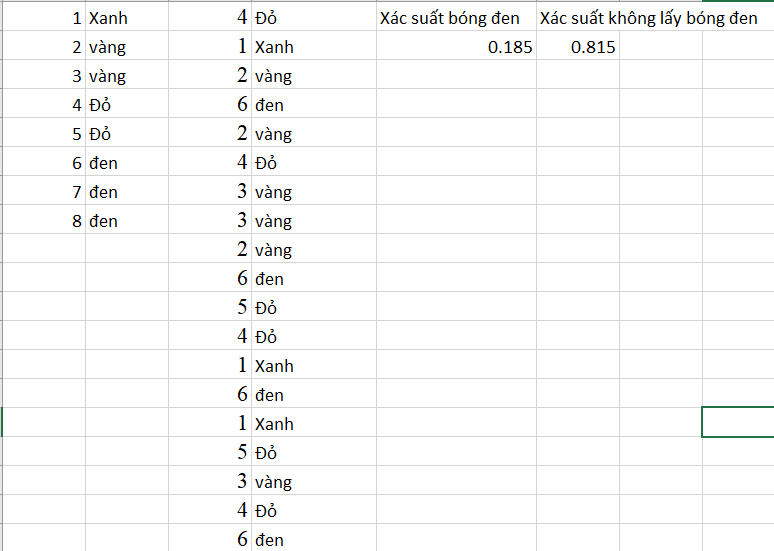 1 Xanh 4 Đỏ Xác suất bóng đen Xác suất không lấy bóng đen
2 vàng 1 Xanh 0.185 0.815
3 vàng 2 vàng
4 Đỏ 6 đen
5 Đỏ 2 vàng
6 đen 4 Đỏ
7 đen 3 vàng
8 đen 3 vàng
2 vàng
6 đen
5 Đỏ
4 Đỏ
1 Xanh
6 đen
1 Xanh
5 Đỏ
3 vàng
4 Đỏ
6 đen